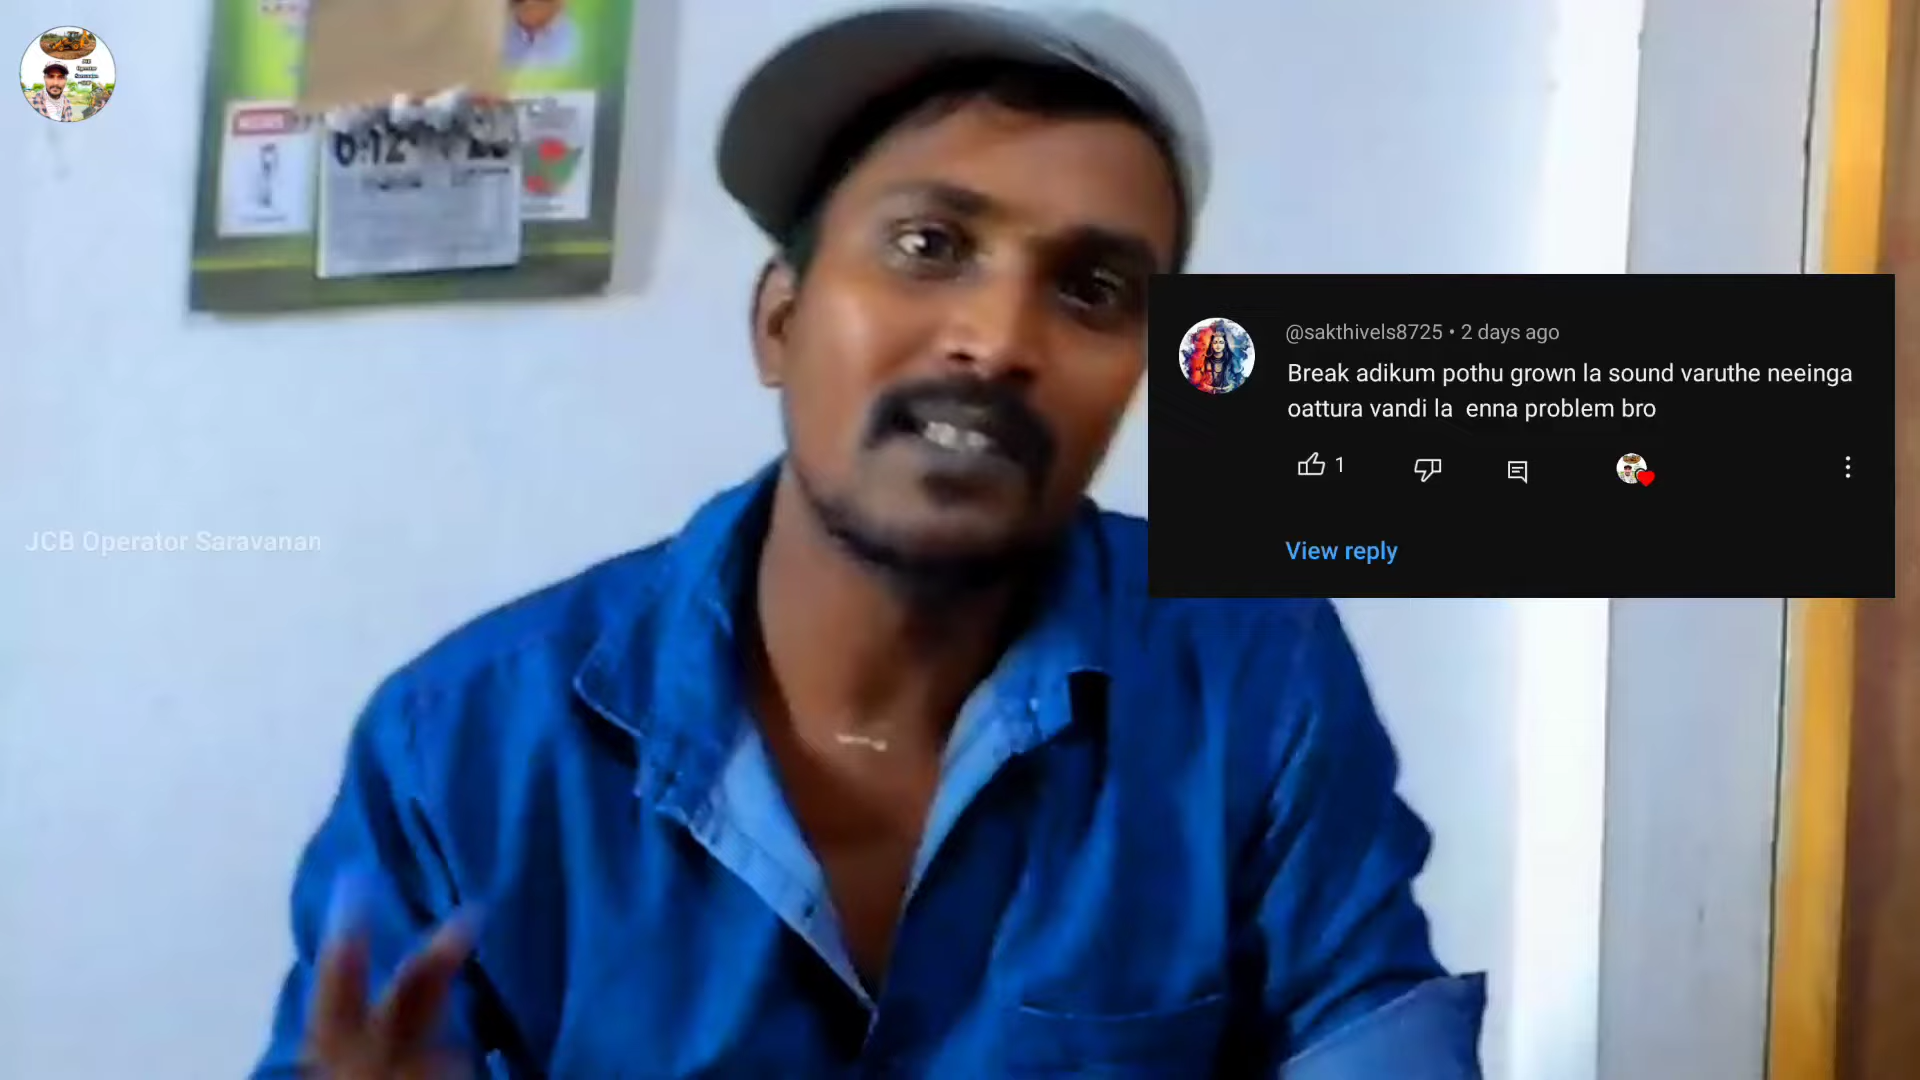 @sakthivels8725 • 2 days ago
Break adikum pothu grown la sound varuthe neeinga
oattura vandi la enna problem bro
1
View reply
JCB Operator Saravanan